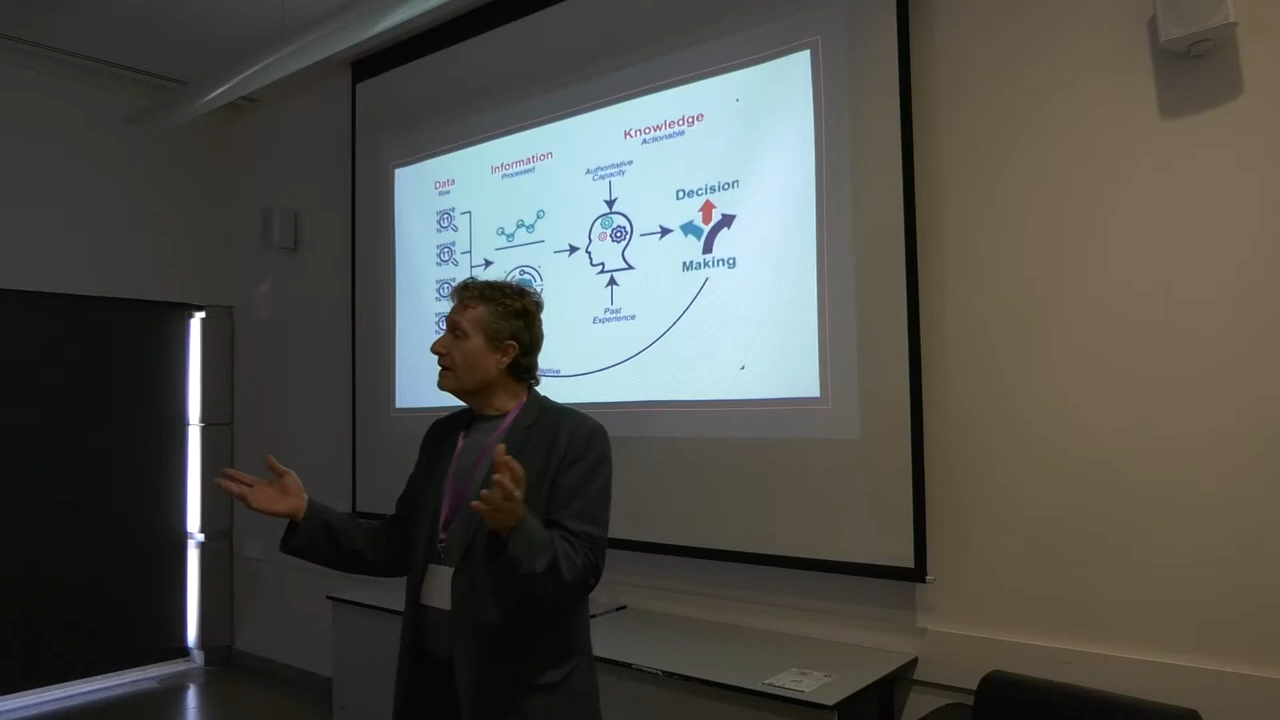 Knowledge
Actionable
Information
Processed
Data
Raw
Authoritative
Capacity
Decision
Making
Past
Experience